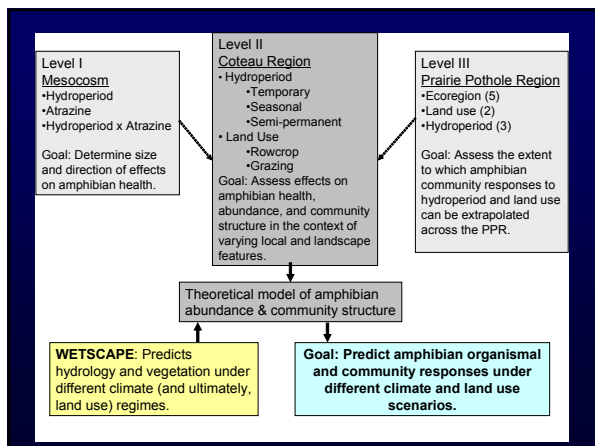 Level I
Mesocosm
•Hydroperiod
•Atrazine
•Hydroperiod x Atrazine
Goal: Determine size
and direction of effects
on amphibian health.
Level II
Coteau Region
• Hydroperiod
•Temporary
•Seasonal
•Semi-permanent
• Land Use
•Rowcrop
•Grazing
Goal: Assess effects on
amphibian health,
abundance, and community
structure in the context of
varying local and landscape
features.
Level III
Prairie Pothole Region
•Ecoregion (5)
•Land use (2)
•Hydroperiod (3)
Goal: Assess the extent
to which amphibian
community responses to
hydroperiod and land use
can be extrapolated
across the PPR.
Theoretical model of amphibian
abundance & community structure
WETSCAPE: Predicts
hydrology and vegetation under
different climate (and ultimately,
land use) regimes.
Goal: Predict amphibian organismal
and community responses under
different climate and land use
scenarios.